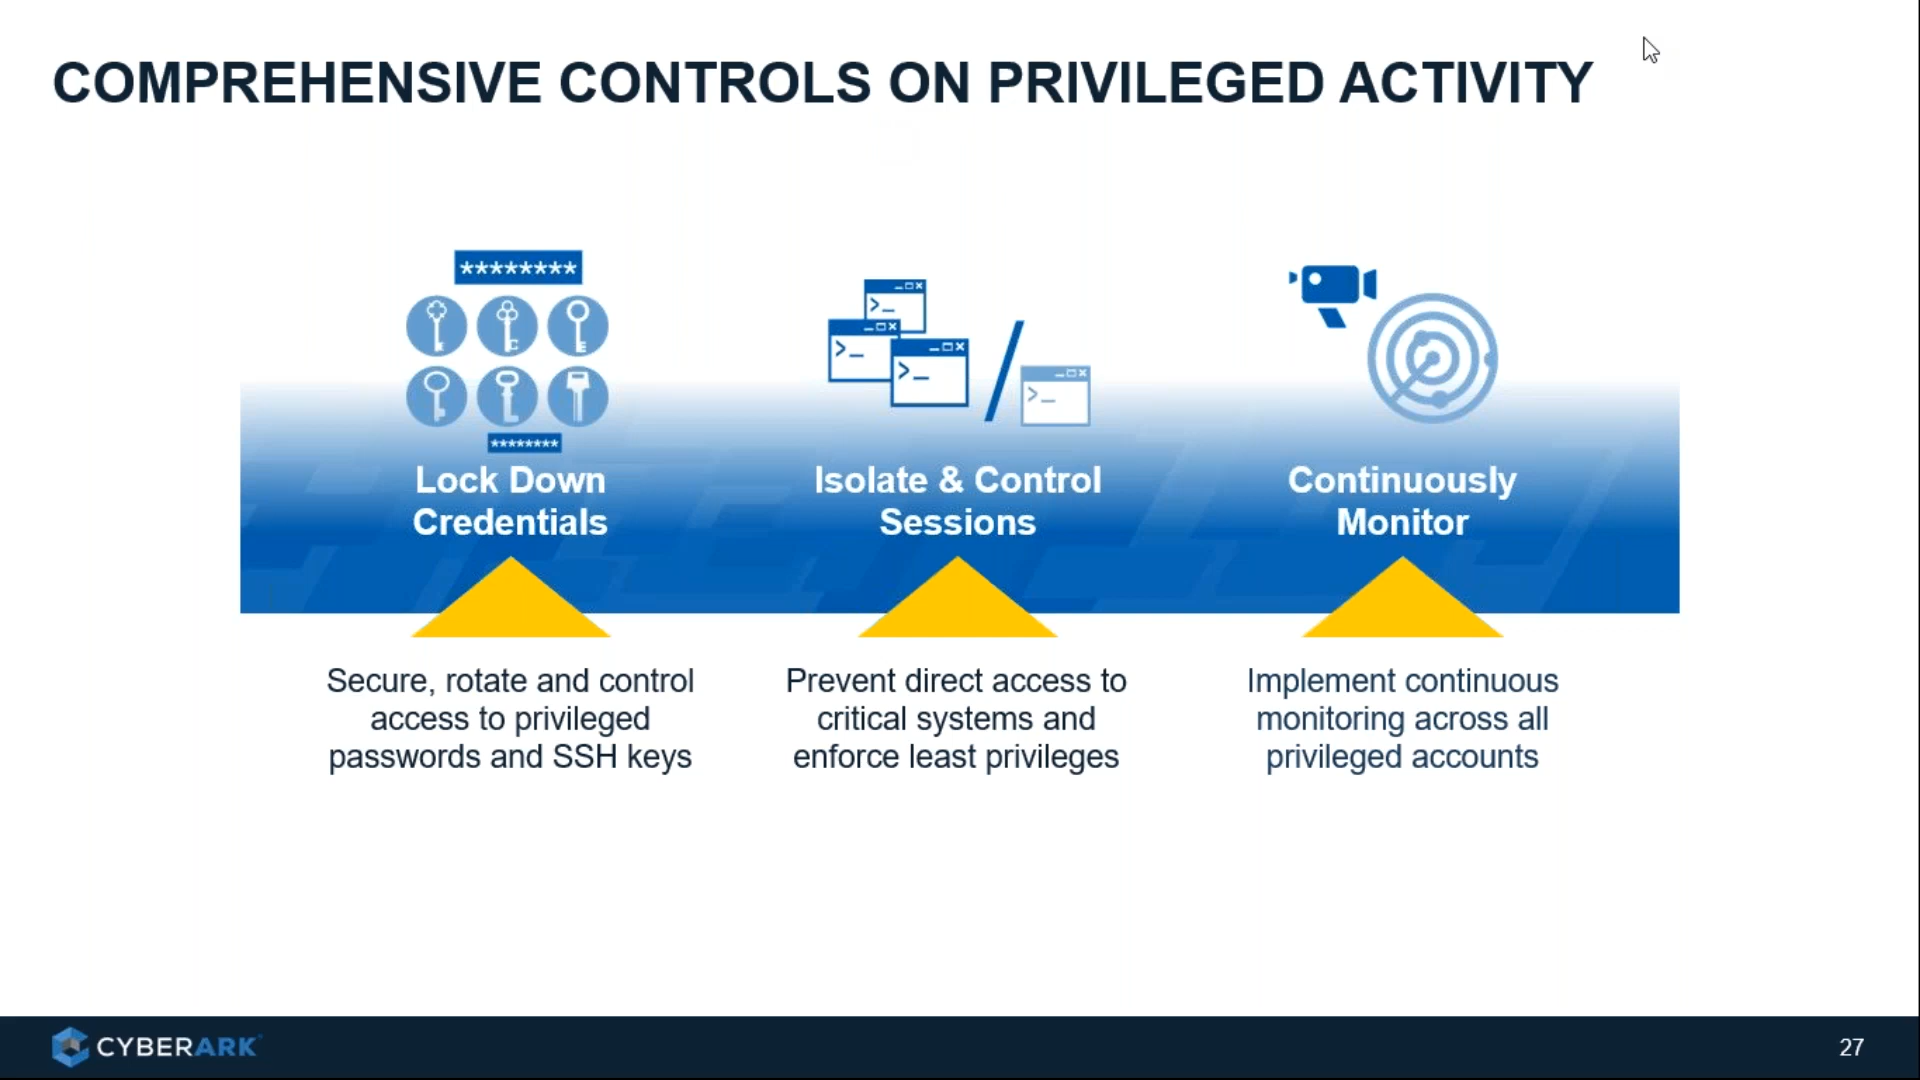 COMPREHENSIVE CONTROLS ON PRIVILEGED ACTIVITY
********
********
Lock Down
Credentials
Secure, rotate and control
access to privileged
passwords and SSH keys
>_
>_
>_
>_
Isolate & Control
Sessions
Prevent direct access to
critical systems and
enforce least privileges
Continuously
Monitor
Implement continuous
monitoring across all
privileged accounts
CYBERARK
27